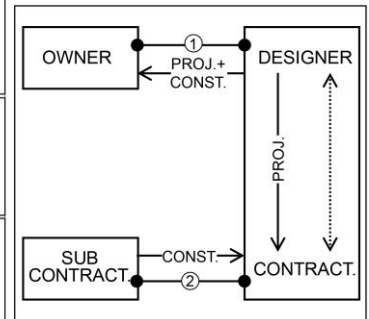 OWNER
①
DESIGNER
PROJ.+
CONST.
PROJ.
SUB
CONTRACT.
CONST.
②
CONTRACT.